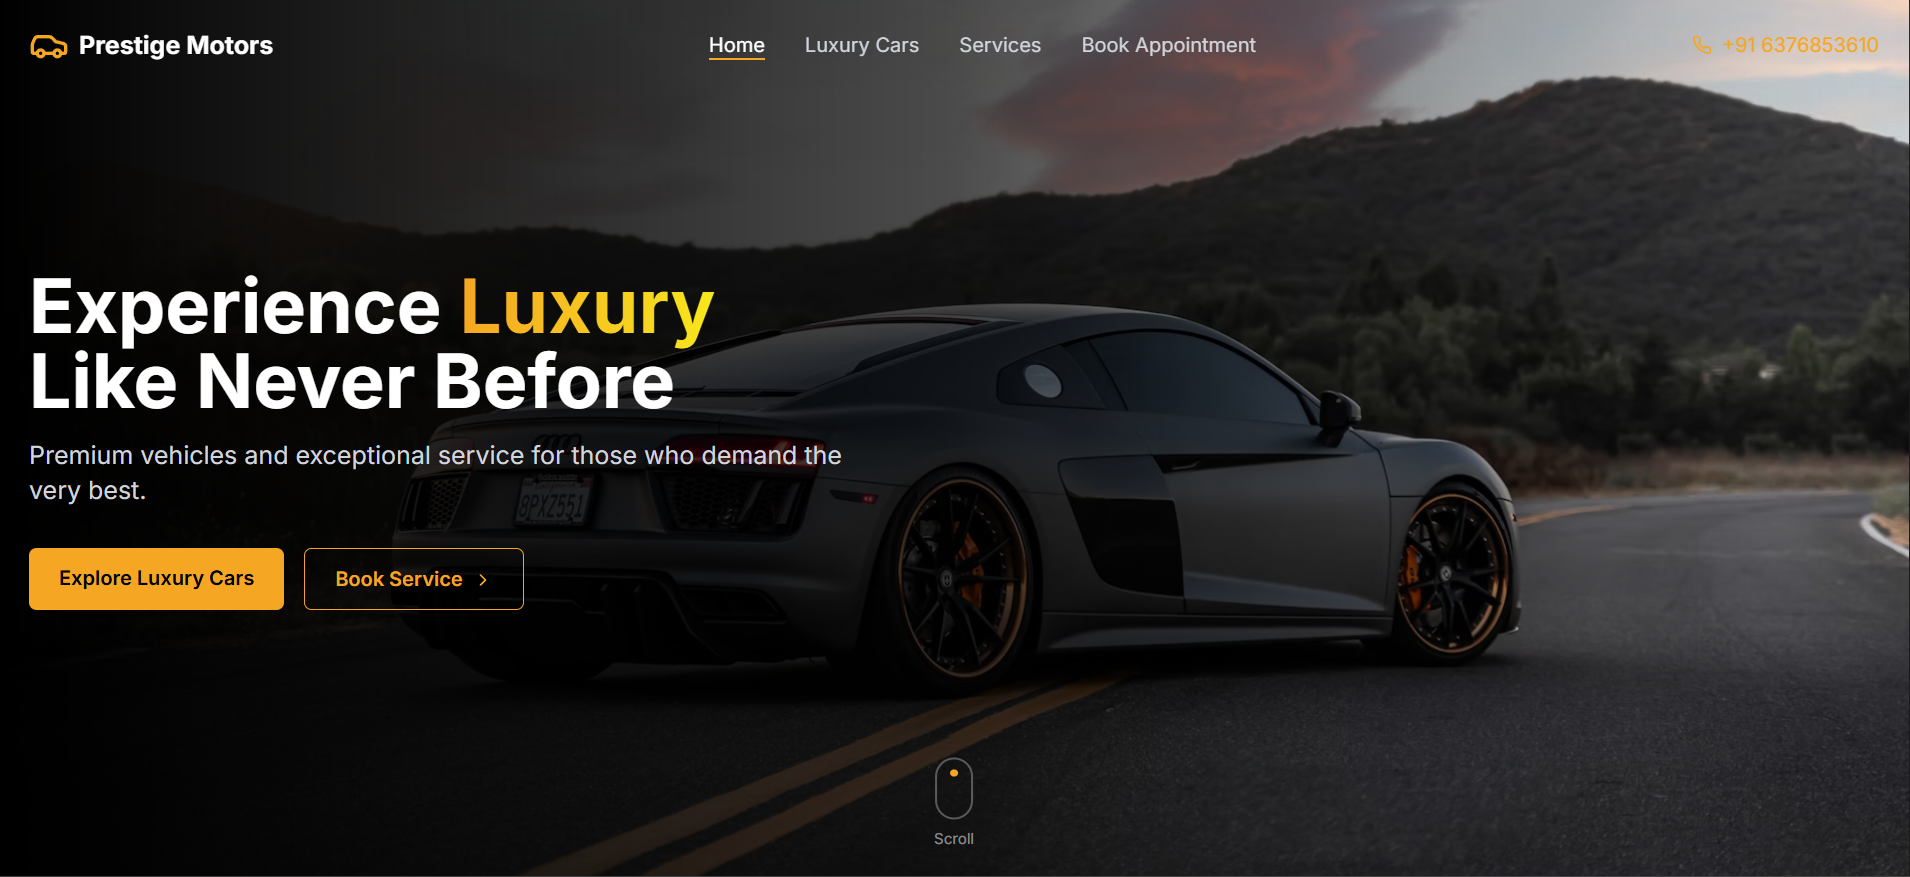 Prestige Motors
Home
Luxury Cars
Services
Book Appointment
+91 6376853610
Experience Luxury
Like Never Before
Premium vehicles and exceptional service for those who demand the
very best.
8PXZ551
Explore Luxury Cars
Book Service
Scroll